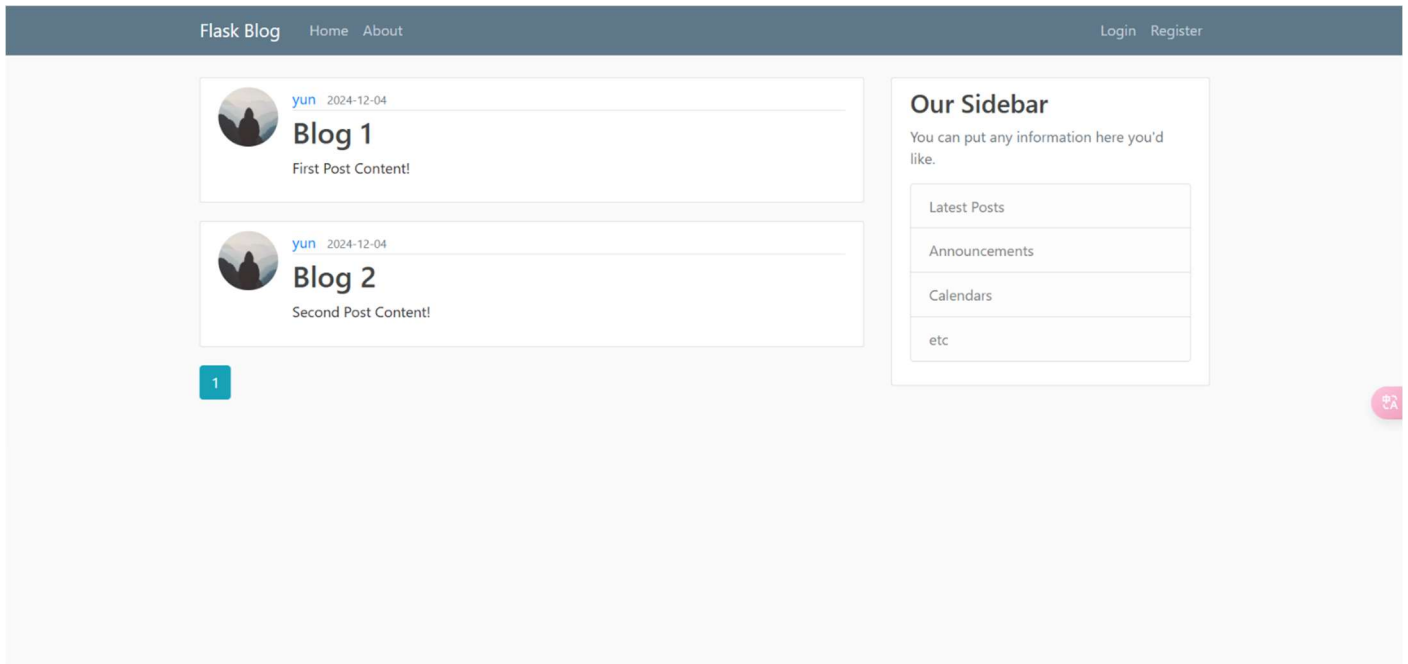 Flask Blog Home About Login Register
yun 2024-12-04
Blog 1
First Post Content!
yun 2024-12-04
Blog 2
Second Post Content!
1
Our Sidebar
You can put any information here you'd
like.
Latest Posts
Announcements
Calendars
etc
中A